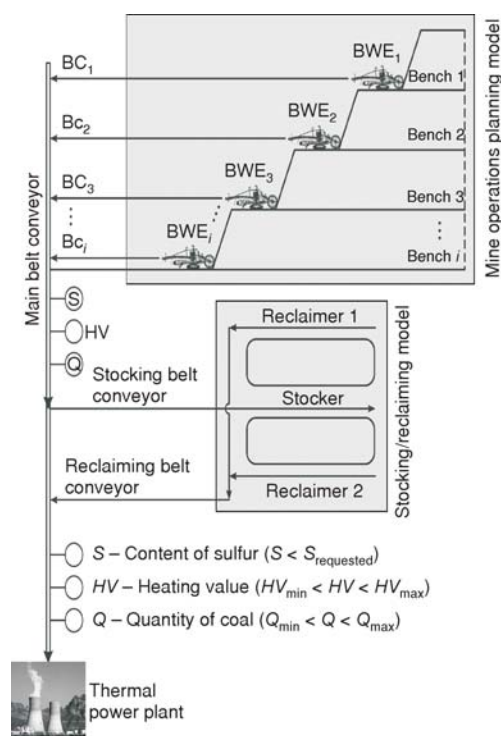 BC1
BWE1
Bench 1
Bc2
BWE2
Bench 2
BC3
BWE3
Bench 3
Bci
BWEi
Bench i
Mine operations planning model
Main belt conveyor
S
HV
Q
Stocking belt
conveyor
Reclaimer 1
Stocker
Reclaiming belt
conveyor
Reclaimer 2
Stocking/reclaiming model
S – Content of sulfur (S < Srequested)
HV – Heating value (HVmin < HV < HVmax)
Q – Quantity of coal (Qmin < Q < Qmax)
Thermal
power plant